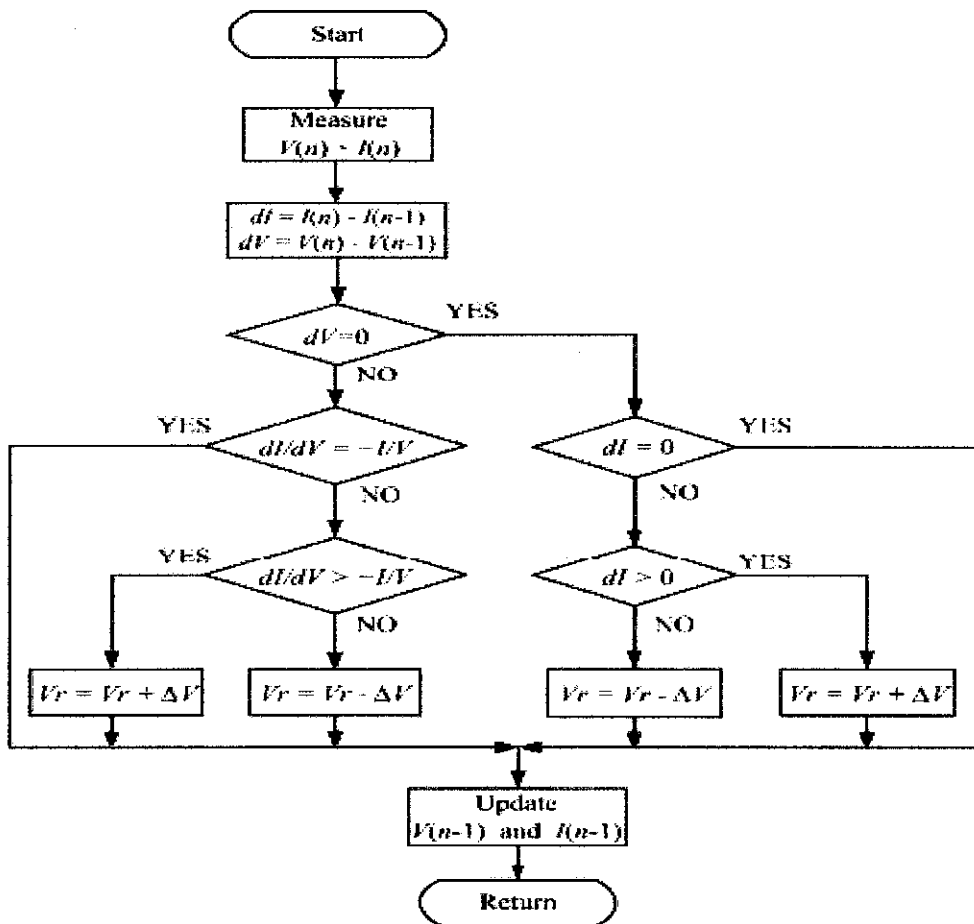 Start
Measure
V(n) - I(n)
dI = I(n) - I(n-1)
dV = V(n) - V(n-1)
dV=0
YES
NO
YES
dI/dV = −I/V
NO
dI = 0
YES
NO
YES
dI/dV > −I/V
NO
dI > 0
YES
NO
Vr = Vr + ΔV
Vr = Vr - ΔV
Vr = Vr - ΔV
Vr = Vr + ΔV
Update
V(n-1) and I(n-1)
Return